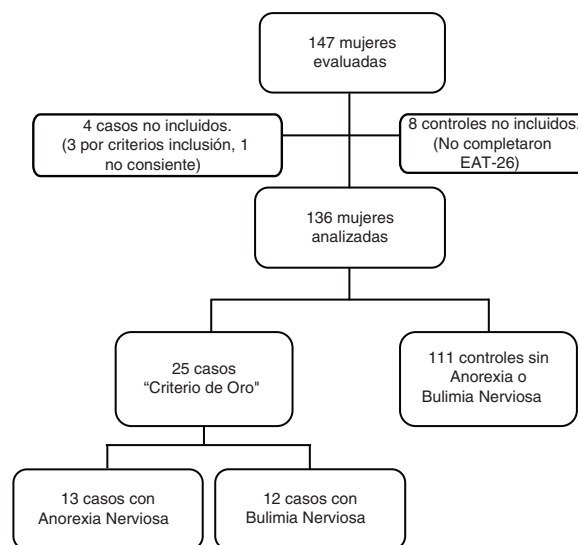 147 mujeres
evaluadas
4 casos no incluidos.
(3 por criterios inclusión, 1
no consiente)
8 controles no incluidos.
(No completaron
EAT-26)
136 mujeres
analizadas
25 casos
“Criterio de Oro"
111 controles sin
Anorexia o
Bulimia Nerviosa
13 casos con
Anorexia Nerviosa
12 casos con
Bulimia Nerviosa